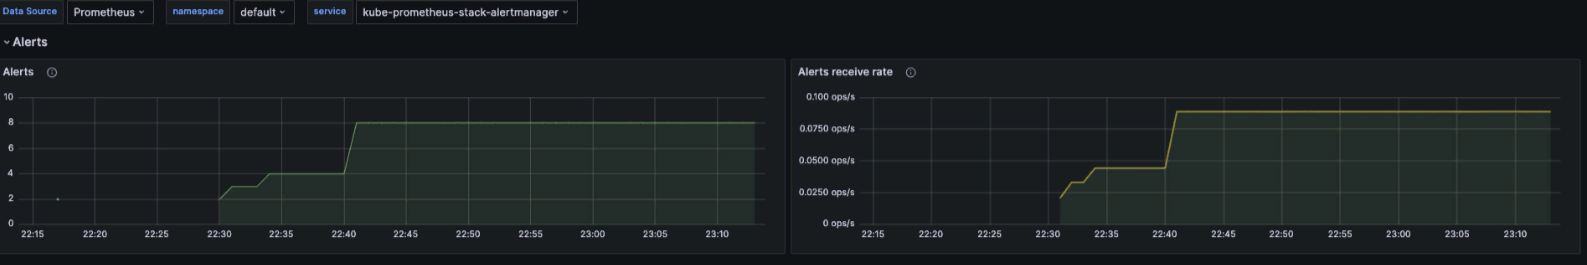 Data Source Prometheus namespace default service kube-prometheus-stack-alertmanager
Alerts
Alerts
10
8
6
4
2
0
22:15 22:20 22:25 22:30 22:35 22:40 22:45 22:50 22:55 23:00 23:05 23:10
Alerts receive rate
0.100 ops/s
0.0750 ops/s
0.0500 ops/s
0.0250 ops/s
0 ops/s
22:15 22:20 22:25 22:30 22:35 22:40 22:45 22:50 22:55 23:00 23:05 23:10